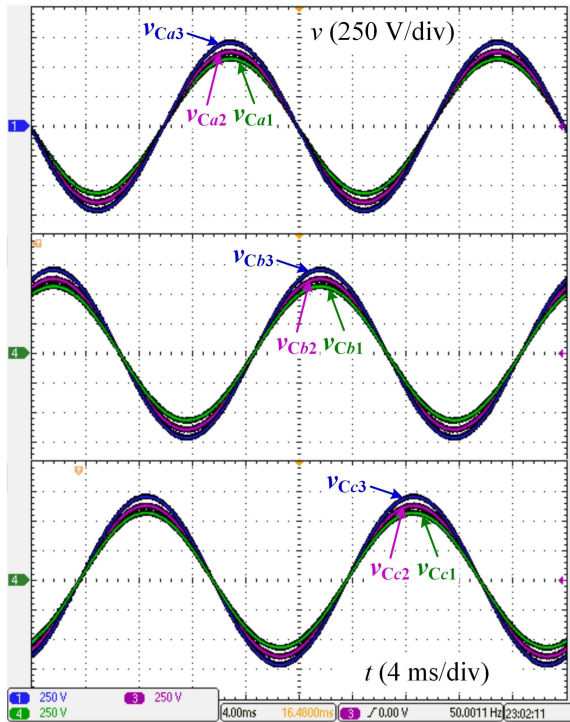 v (250 V/div)
vCa3
vCa2 vCa1
1
T
vCb3
vCb2 vCb1
4
T
vCc3
vCc2 vCc1
4
t (4 ms/div)
1 250 V 3 250 V
4 250 V 4.00ms 16.4800ms 3 0.00 V 50.0011 Hz 23:02:11